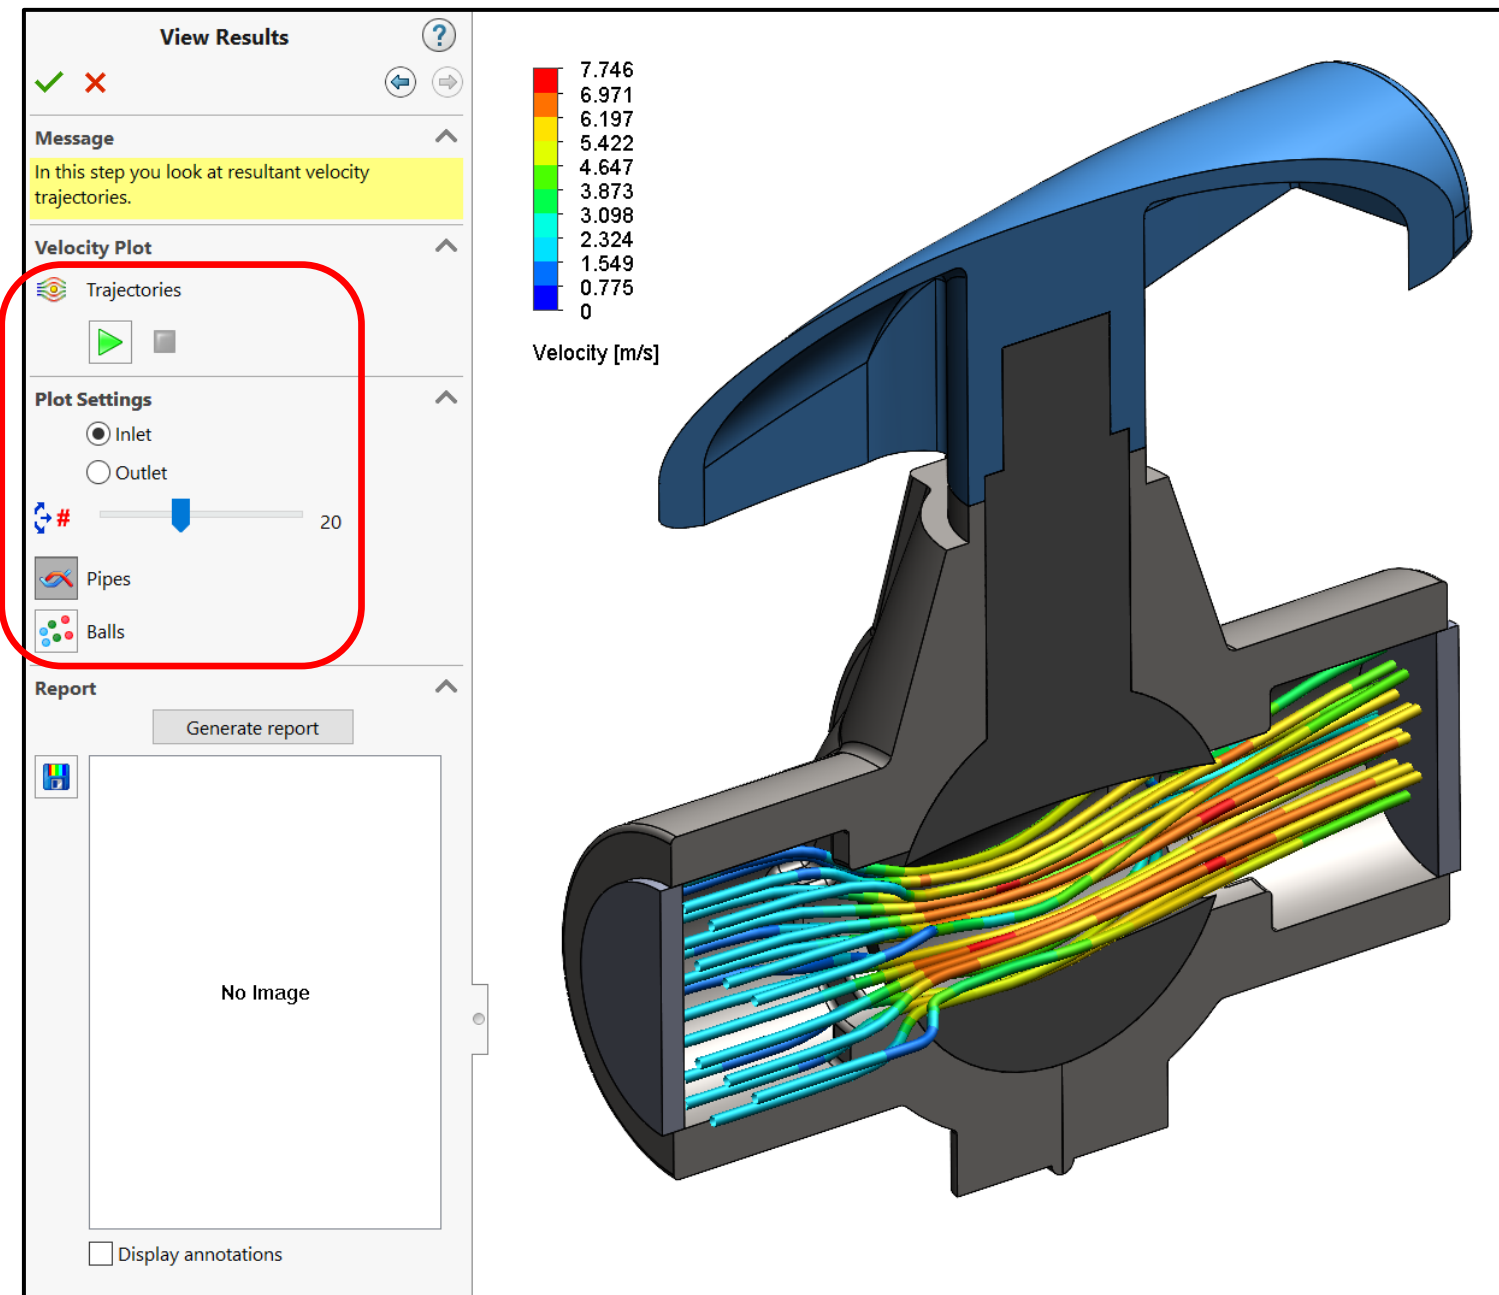 View Results
?
Message
In this step you look at resultant velocity
trajectories.
Velocity Plot
Trajectories
Plot Settings
Inlet
Outlet
#
20
Pipes
Balls
Report
Generate report
No Image
Display annotations
7.746
6.971
6.197
5.422
4.647
3.873
3.098
2.324
1.549
0.775
0
Velocity [m/s]